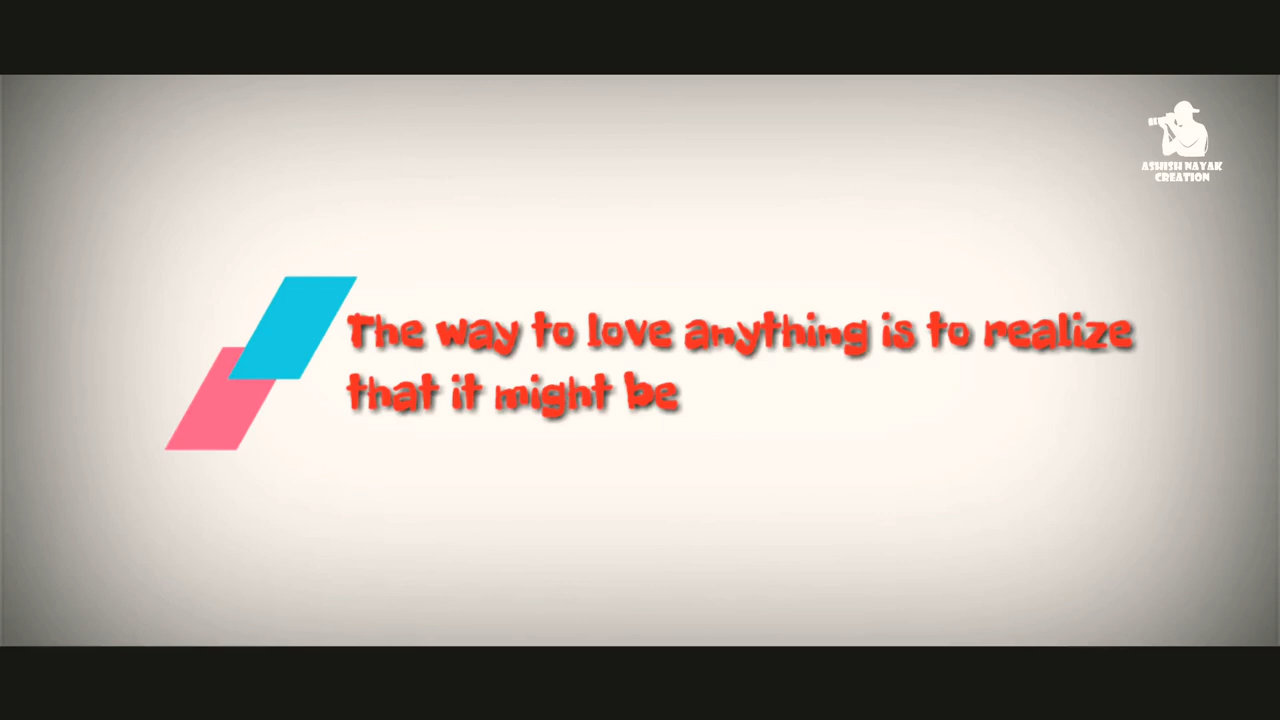 ASHISH NAYAK
CREATION
The way to love anything is to realize
that it might be